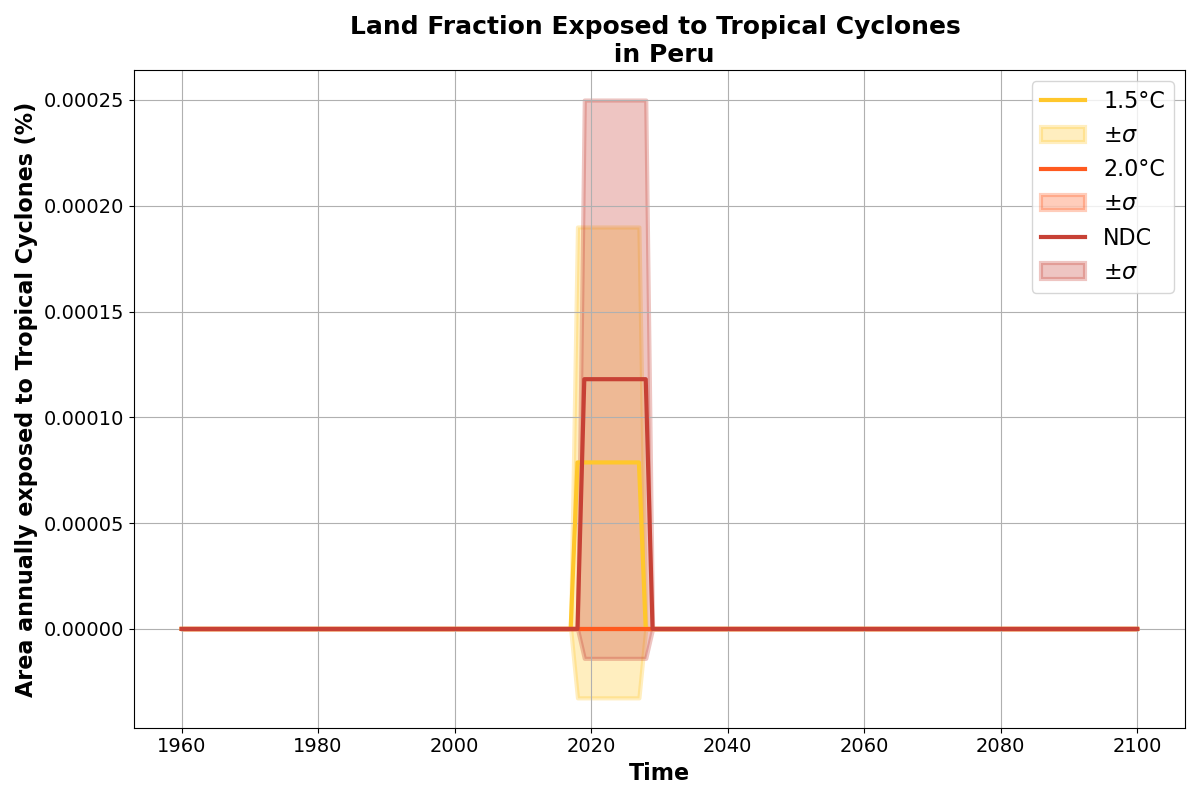 Land Fraction Exposed to Tropical Cyclones
in Peru
Area annually exposed to Tropical Cyclones (%)
0.00025
0.00020
0.00015
0.00010
0.00005
0.00000
1960
1980
2000
2020
2040
2060
2080
2100
Time
1.5°C
±σ
2.0°C
±σ
NDC
±σ